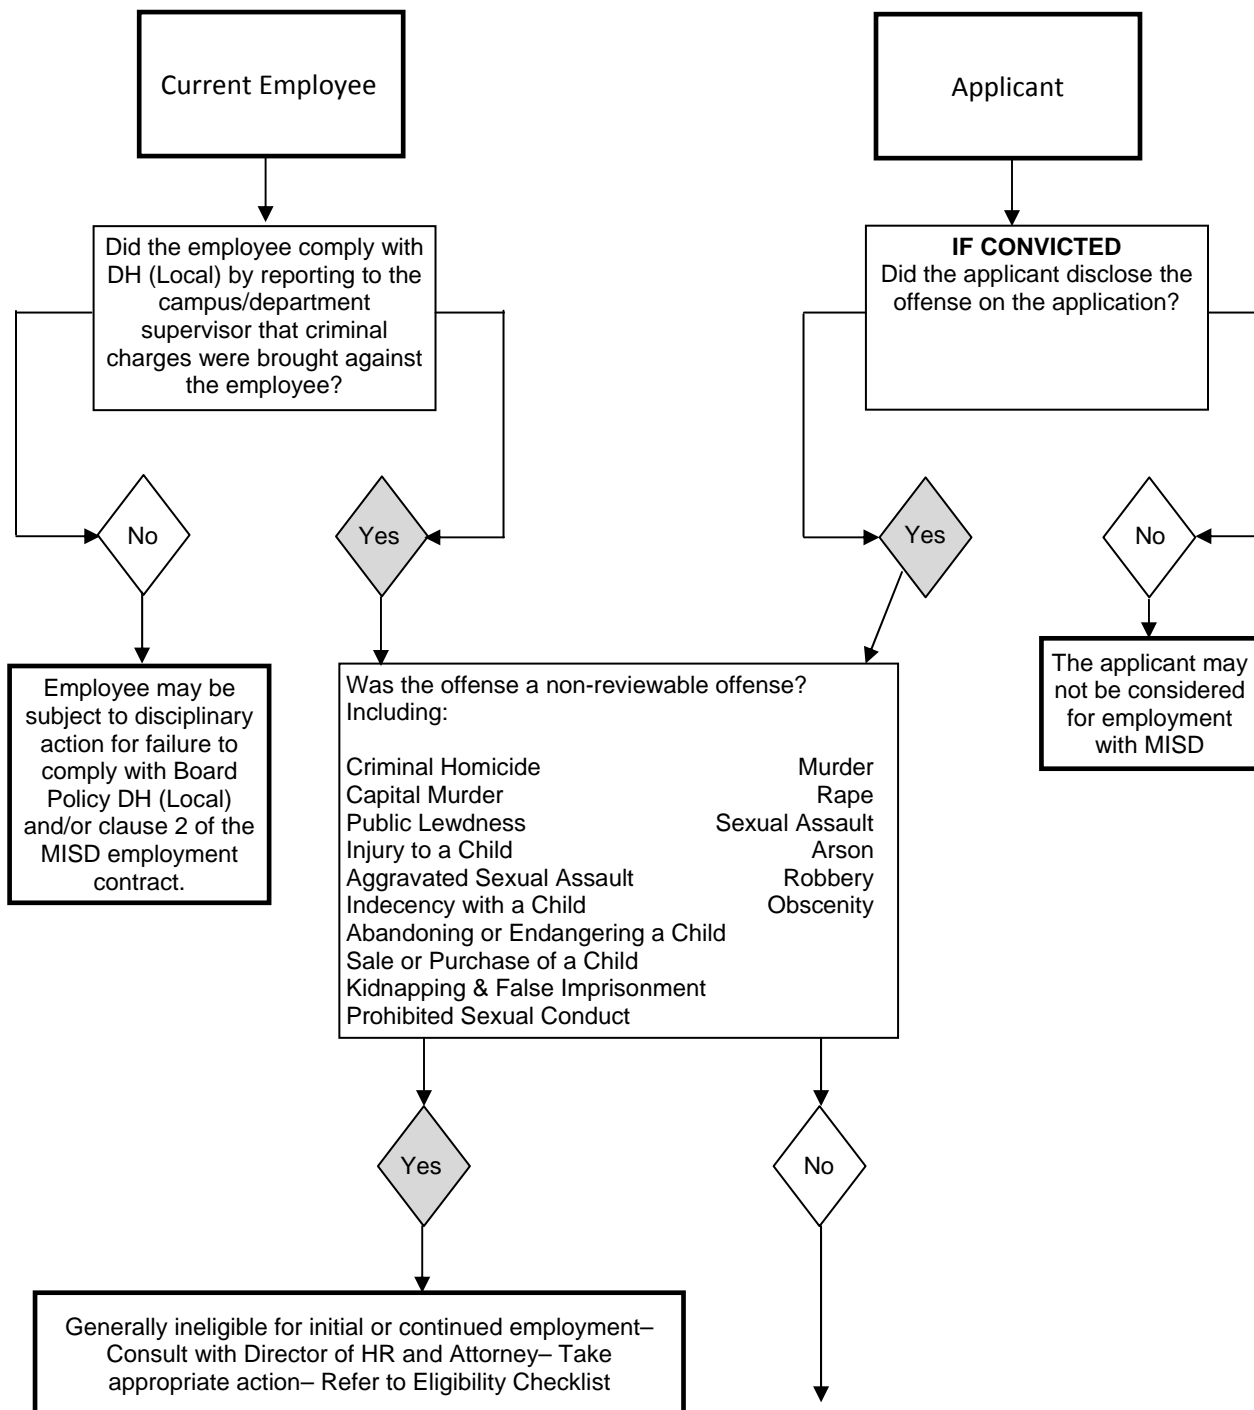 Current Employee
Applicant
Did the employee comply with
DH (Local) by reporting to the
campus/department
supervisor that criminal
charges were brought against
the employee?
IF CONVICTED
Did the applicant disclose the
offense on the application?
No
Yes
Yes
No
Employee may be
subject to disciplinary
action for failure to
comply with Board
Policy DH (Local)
and/or clause 2 of the
MISD employment
contract.
Was the offense a non-reviewable offense?
Including:
Criminal Homicide Murder
Capital Murder Rape
Public Lewdness Sexual Assault
Injury to a Child Arson
Aggravated Sexual Assault Robbery
Indecency with a Child Obscenity
Abandoning or Endangering a Child
Sale or Purchase of a Child
Kidnapping & False Imprisonment
Prohibited Sexual Conduct
The applicant may
not be considered
for employment
with MISD
Yes
No
Generally ineligible for initial or continued employment–
Consult with Director of HR and Attorney– Take
appropriate action– Refer to Eligibility Checklist